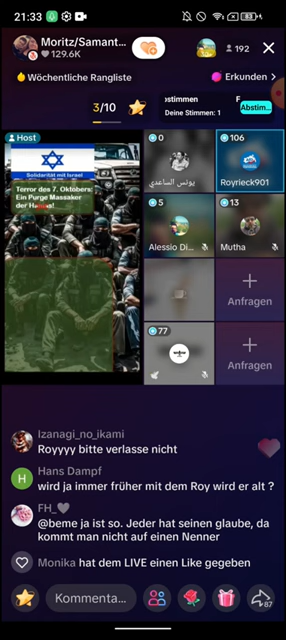 21:33
83
Moritz/Samant...
129.6K
192
Wöchentliche Rangliste
Erkunden >
3/10
ostimmen
F
Deine Stimmen: 1
Abstim...
Host
Solidarität mit Israel
Terror des 7. Oktobers:
Ein Purge Massaker
der Hamas!
0
يونس الساعدي
106
Royrieck901
5
Alessio Di...
13
Mutha
+
Anfragen
77
+
Anfragen
Izanagi_no_ikami
Royyyy bitte verlasse nicht
H
Hans Dampf
wird ja immer früher mit dem Roy wird er alt ?
FH_🩶
@beme ja ist so. Jeder hat seinen glaube, da
kommt man nicht auf einen Nenner
Monika hat dem LIVE einen Like gegeben
Kommenta...
87